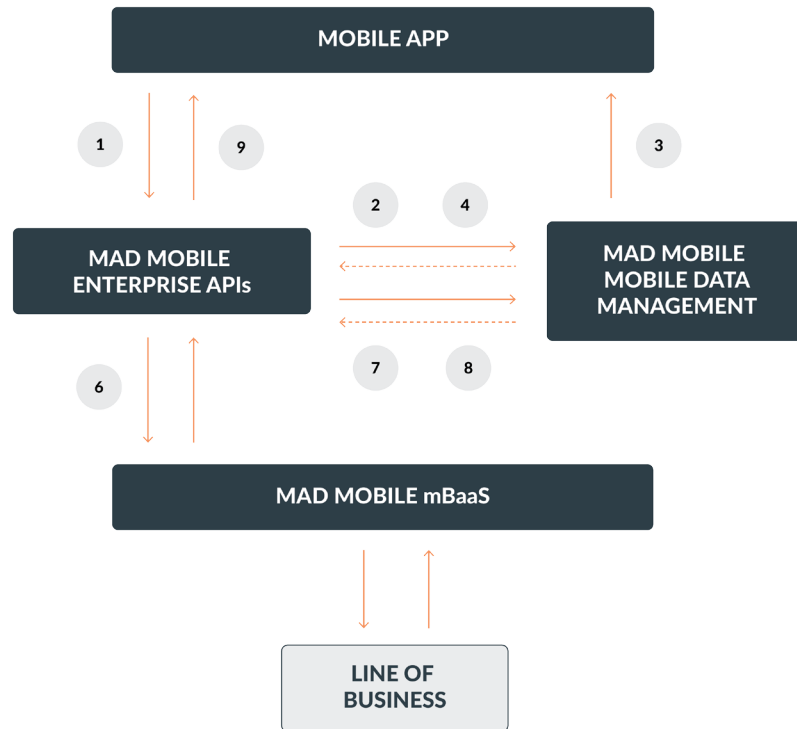 MOBILE APP
1
9
3
2
4
MAD MOBILE
ENTERPRISE APIs
MAD MOBILE
MOBILE DATA
MANAGEMENT
7
8
6
MAD MOBILE mBaaS
LINE OF
BUSINESS